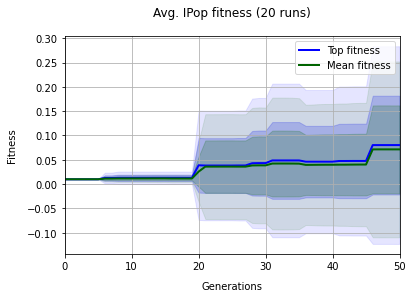 Avg. IPop fitness (20 runs)
Fitness
0.30
0.25
0.20
0.15
0.10
0.05
0.00
−0.05
−0.10
Top fitness
Mean fitness
0 10 20 30 40 50
Generations